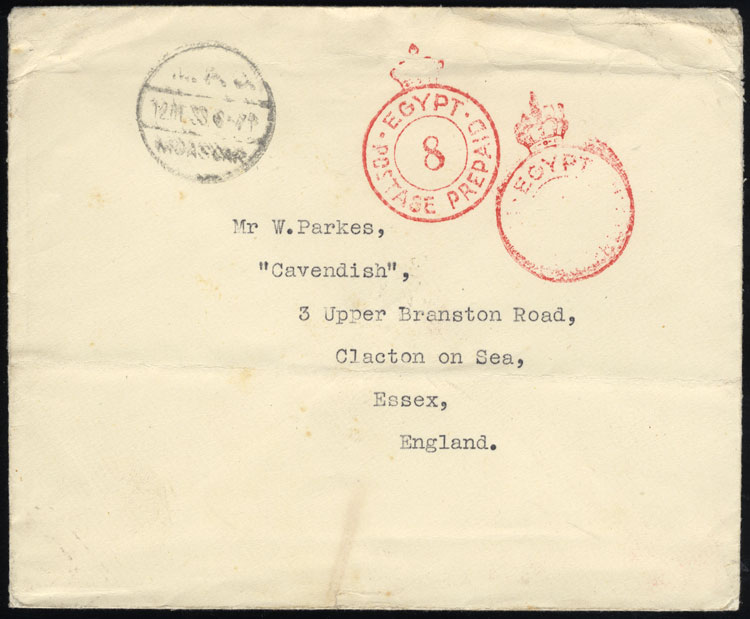 EGYPT
POSTAGE PREPAID
8
EGYPT
MOASCAR
Mr W.Parkes,
"Cavendish",
3 Upper Branston Road,
Clacton on Sea,
Essex,
England.